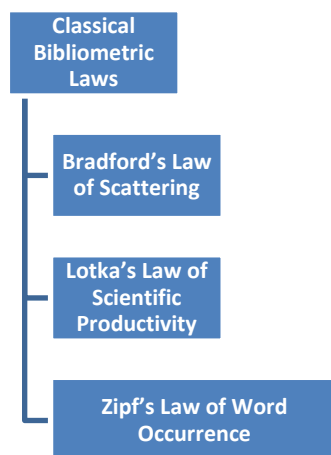 Classical
Bibliometric
Laws
Bradford's Law
of Scattering
Lotka's Law of
Scientific
Productivity
Zipf's Law of Word
Occurrence